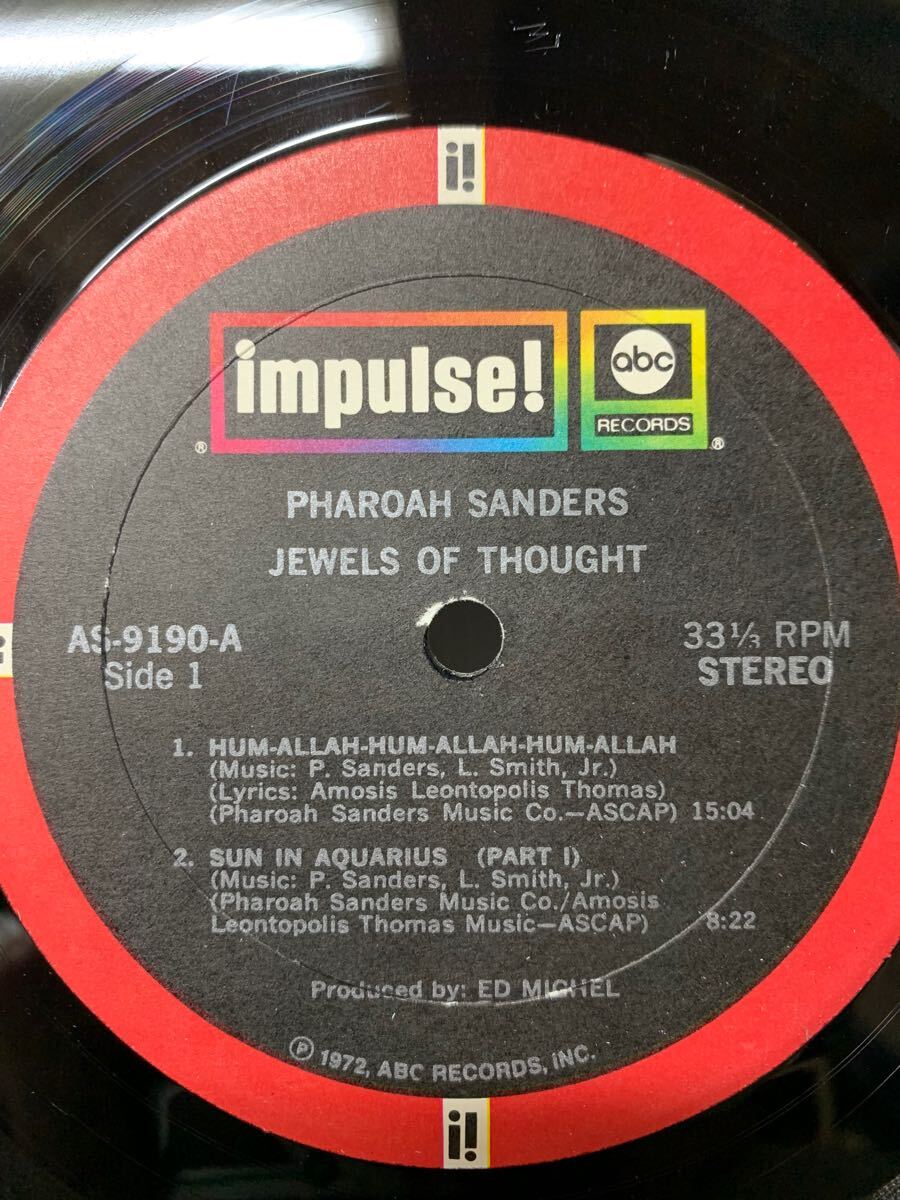 i!
impulse! abc
RECORDS
® ®
PHAROAH SANDERS
JEWELS OF THOUGHT
AS-9190-A 33⅓ RPM
Side 1 STEREO
1. HUM-ALLAH-HUM-ALLAH-HUM-ALLAH
(Music: P. Sanders, L. Smith, Jr.)
(Lyrics: Amosis Leontopolis Thomas)
(Pharoah Sanders Music Co.—ASCAP) 15:04
2. SUN IN AQUARIUS (PART I)
(Music: P. Sanders, L. Smith, Jr.)
(Pharoah Sanders Music Co./Amosis
Leontopolis Thomas Music—ASCAP) 8:22
Produced by: ED MICHEL
Ⓟ 1972, ABC RECORDS, INC.
i!